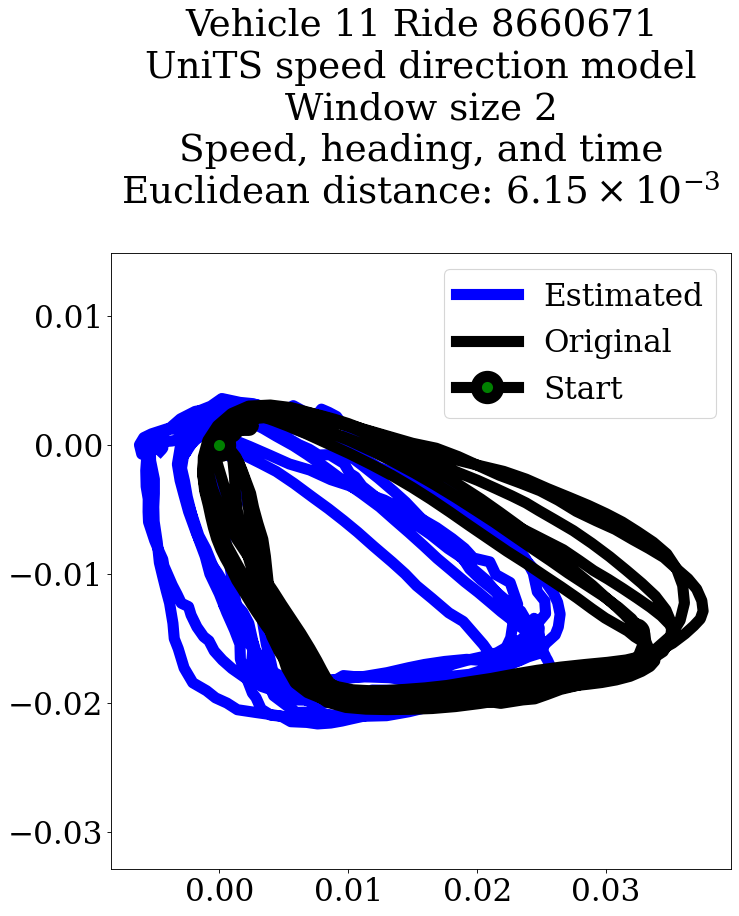 Vehicle 11 Ride 8660671
UniTS speed direction model
Window size 2
Speed, heading, and time
Euclidean distance: 6.15 × 10⁻³
Estimated
Original
Start
0.01
0.00
−0.01
−0.02
−0.03
0.00 0.01 0.02 0.03